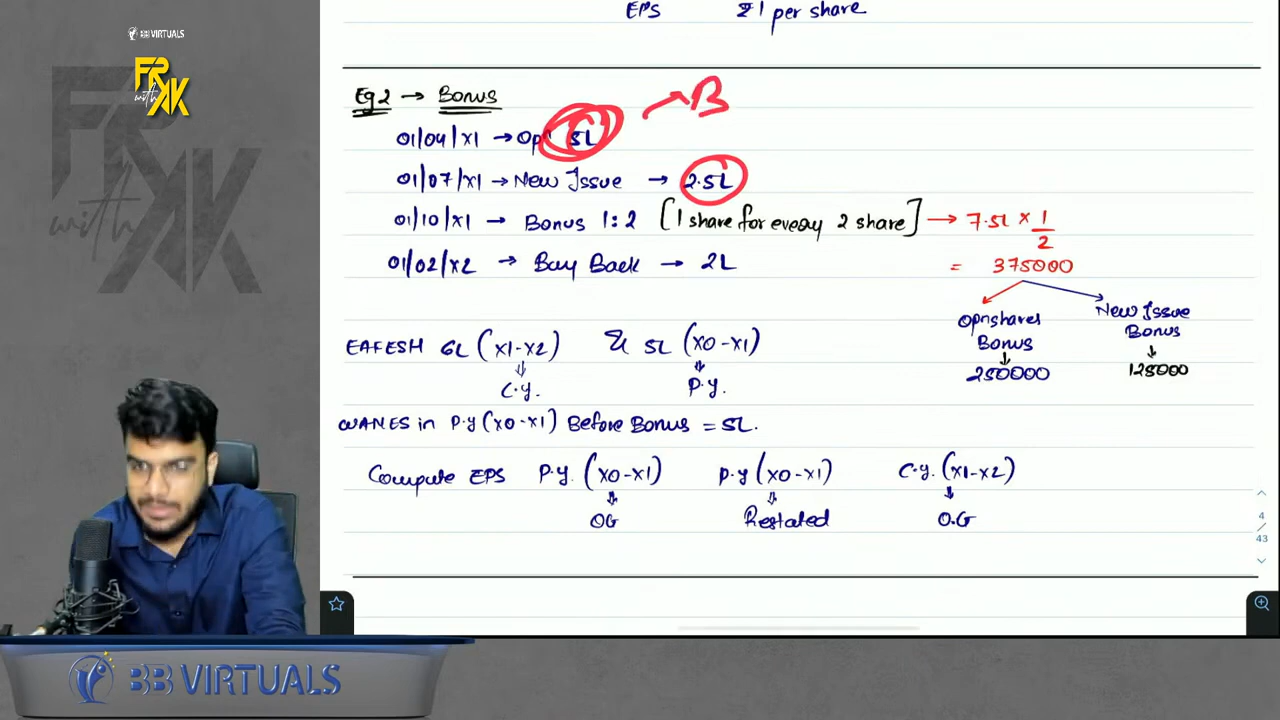 EPS ₹1 per share
BB VIRTUALS
FR
with
AK
Eg2 → Bonus → B
01/04/X1 → Opn 5L
01/07/X1 → New Issue → 2.5L
01/10/X1 → Bonus 1:2 [1 share for every 2 share] → 7.5L × 1/2
= 375000
01/02/X2 → Buy Back → 2L
Opn shares Bonus ↓ 250000
New Issue Bonus ↓ 125000
EAFESH 6L (X1-X2) & 5L (X0-X1)
C.y. P.y.
WANES in P.y (X0-X1) Before Bonus = 5L.
Compute EPS P.y. (X0-X1) P.y (X0-X1) C.y. (X1-X2)
OG Restated O.G
4
/
43
BB VIRTUALS